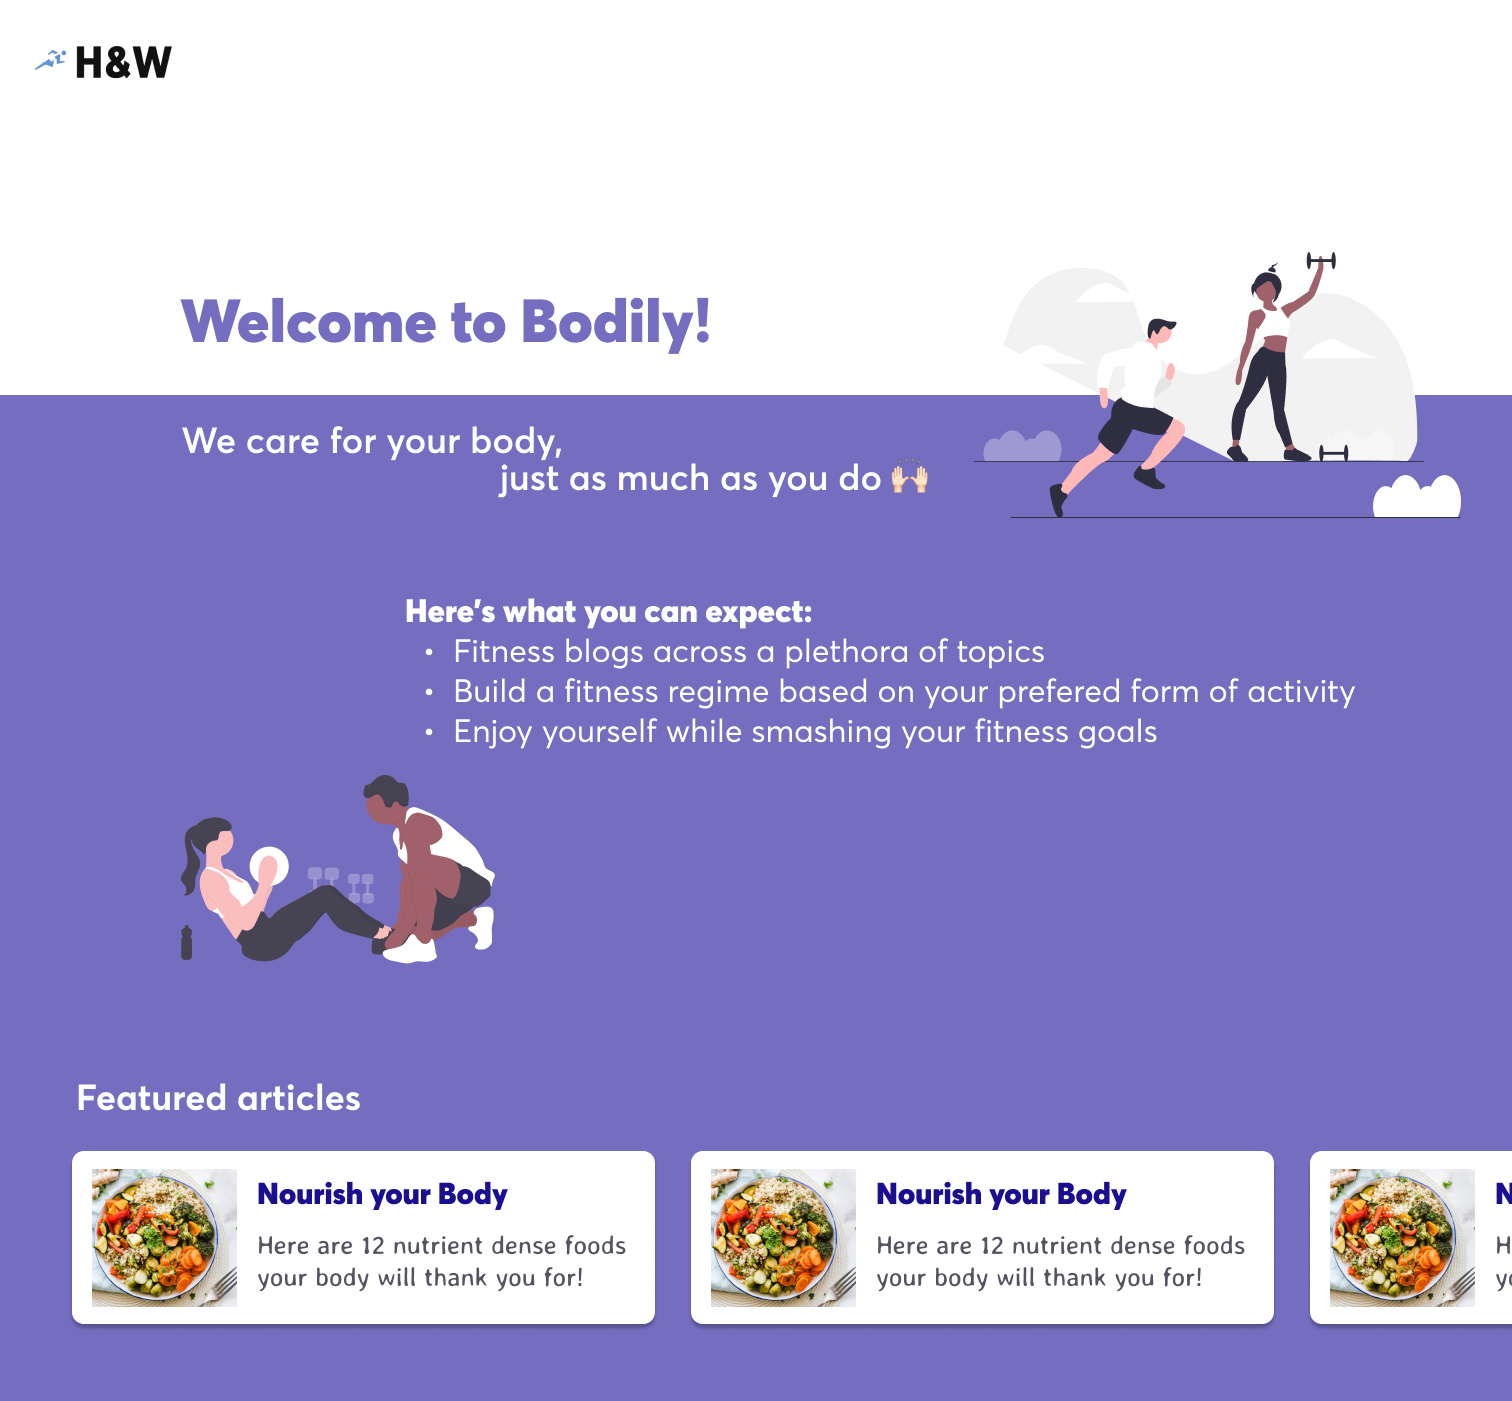 H&W
Welcome to Bodily!
We care for your body,
just as much as you do 🙌🏻
Here's what you can expect:
• Fitness blogs across a plethora of topics
• Build a fitness regime based on your prefered form of activity
• Enjoy yourself while smashing your fitness goals
Featured articles
Nourish your Body
Here are 12 nutrient dense foods
your body will thank you for!
Nourish your Body
Here are 12 nutrient dense foods
your body will thank you for!